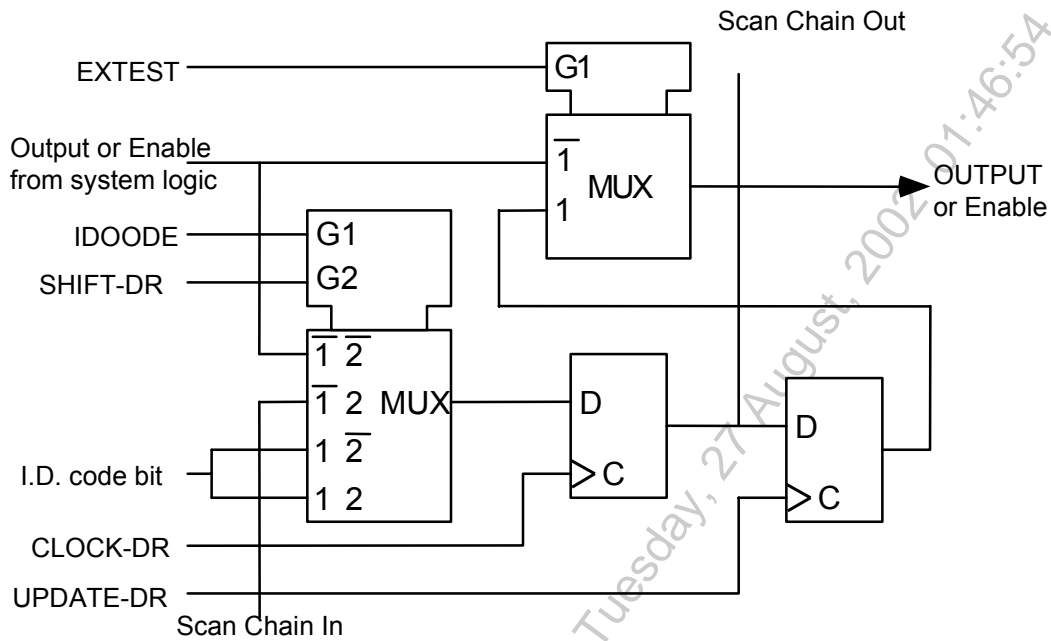 Scan Chain Out
EXTEST
G1
Output or Enable
from system logic
1
MUX
1
OUTPUT
or Enable
IDOODE
G1
SHIFT-DR
G2
1 2
1 2
MUX
1 2
1 2
I.D. code bit
D
C
D
C
CLOCK-DR
UPDATE-DR
Scan Chain In
Tuesday, 27 August, 2002 01:46:54